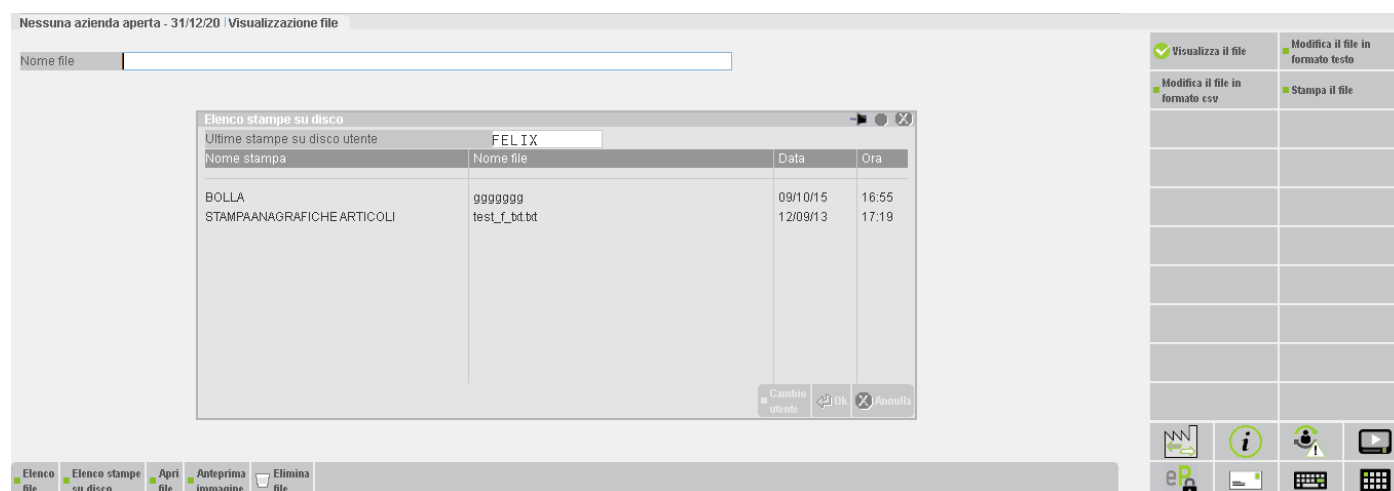 Nessuna azienda aperta - 31/12/20 Visualizzazione file
Nome file
Visualizza il file
Modifica il file in
formato testo
Modifica il file in
formato csv
Stampa il file
Elenco stampe su disco
Ultime stampe su disco utente FELIX
Nome stampa Nome file Data Ora
BOLLA ggggggg 09/10/15 16:55
STAMPAANAGRAFICHE ARTICOLI test_f_txt.txt 12/09/13 17:19
Cambio
utente
Ok
Annulla
Elenco
file
Elenco stampe
su disco
Apri
file
Anteprima
immagine
Elimina
file